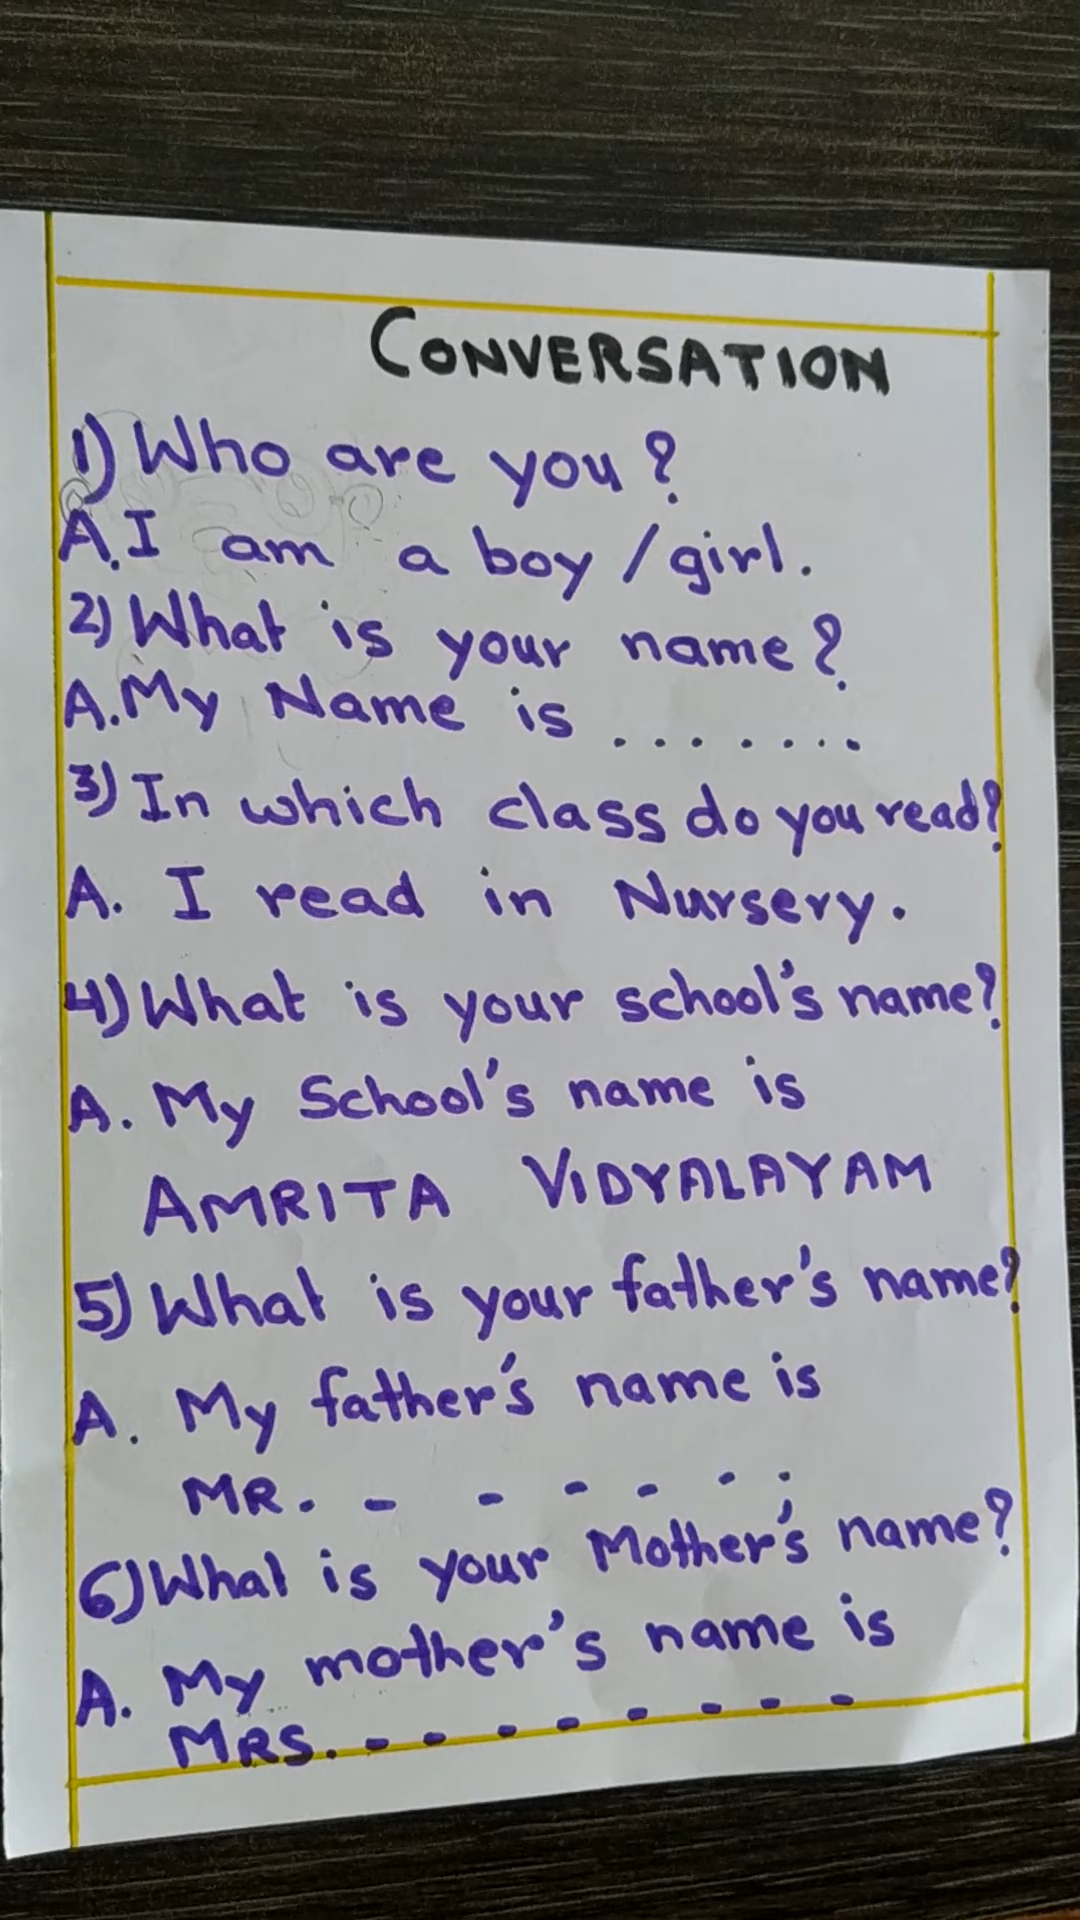 CONVERSATION
1) Who are you?
A. I am a boy / girl.
2) What is your name?
A. My Name is .......
3) In which class do you read?
A. I read in Nursery.
4) What is your school's name?
A. My School's name is
AMRITA VIDYALAYAM
5) What is your father's name?
A. My father's name is
MR. - - - - - -
6) What is your Mother's name?
A. My mother's name is
MRS. - - - - - - - -